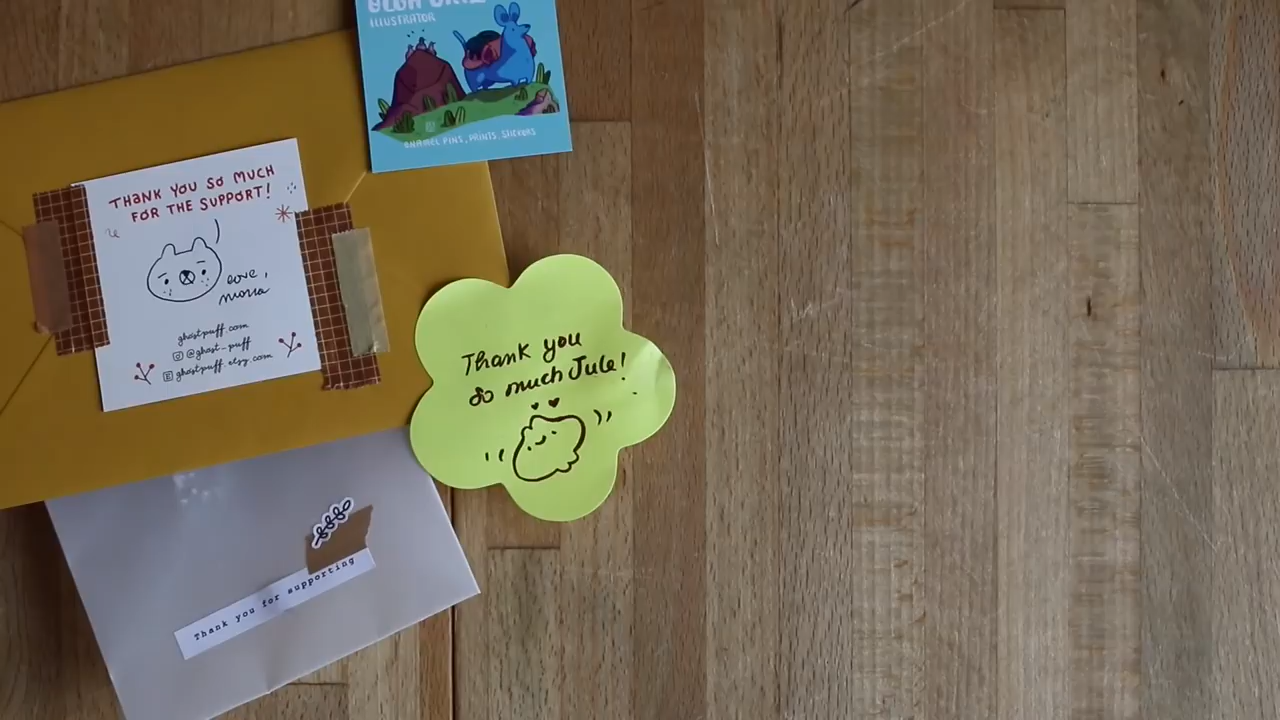 ILLUSTRATOR
ENAMEL PINS, PRINTS, STICKERS
THANK YOU SO MUCH
FOR THE SUPPORT!
love,
ghostpuff.com
@ghost_puff
ghostpuff.etsy.com
Thank you
so much Jule!
Thank you for supporting